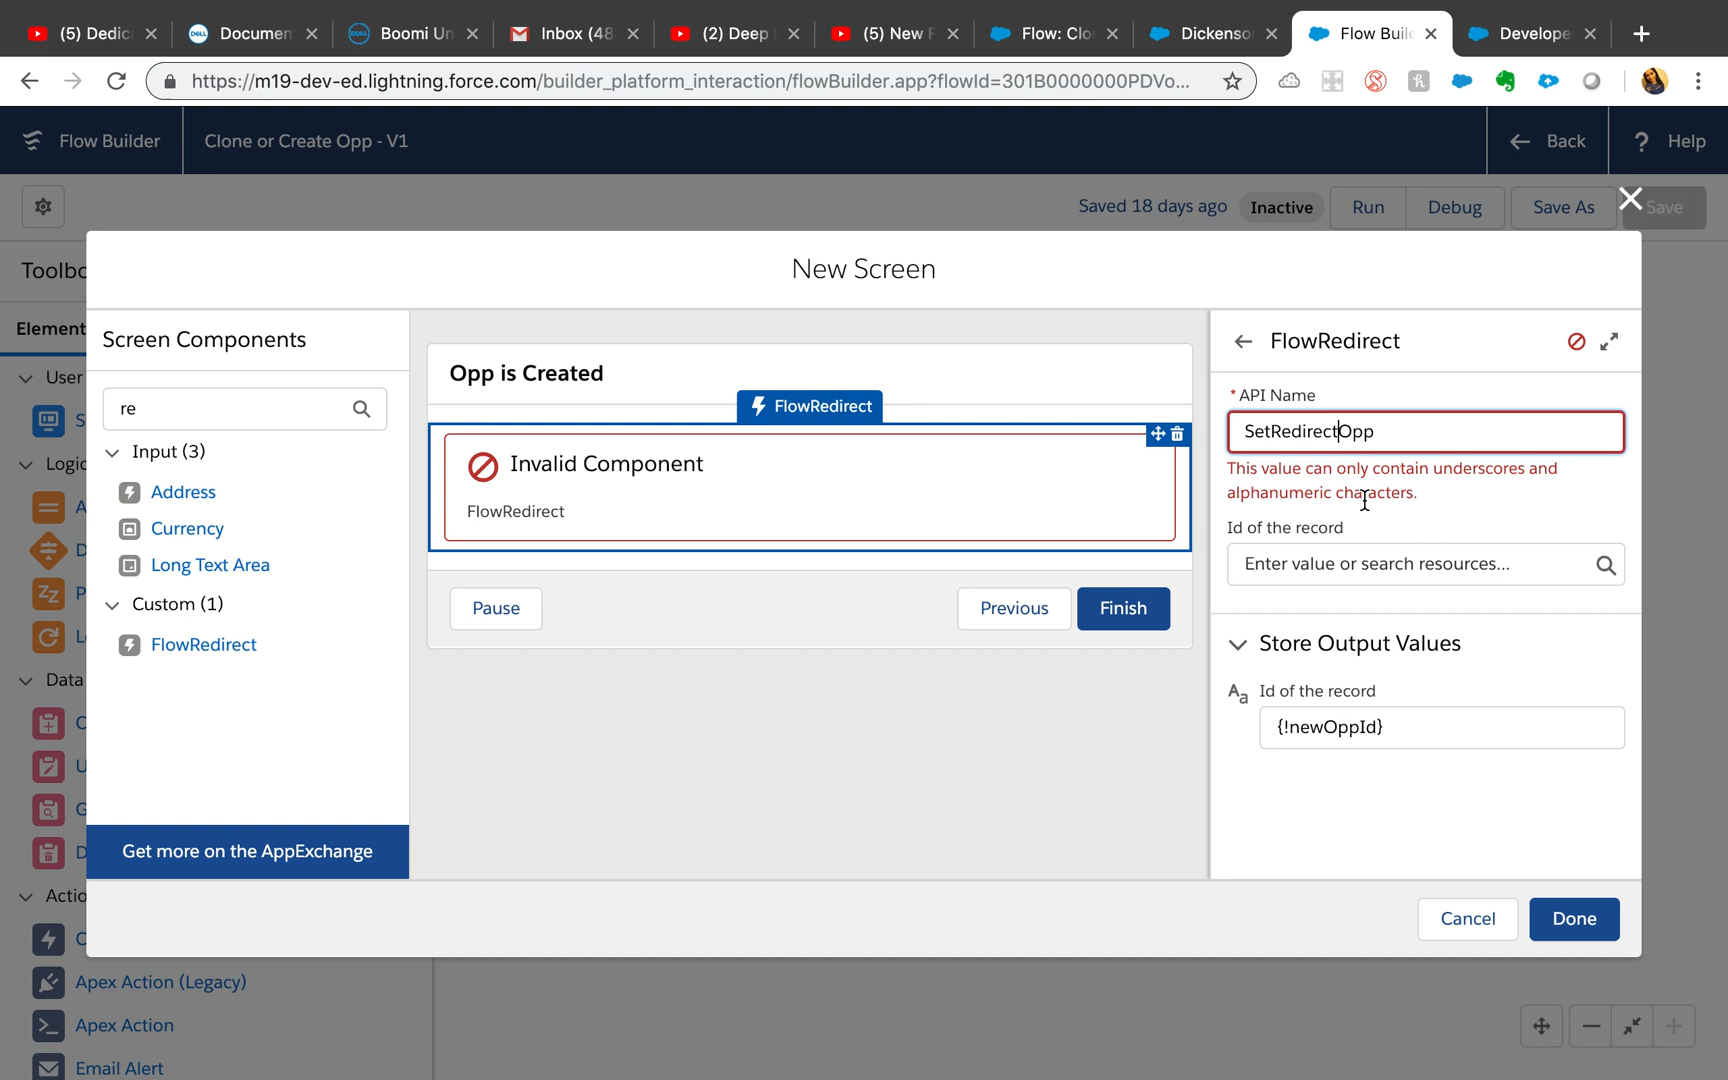 (5) Dedic
Documen
Boomi Un
Inbox (48
(2) Deep
(5) New F
Flow: Clo
Dickenso
Flow Buil
Develope
https://m19-dev-ed.lightning.force.com/builder_platform_interaction/flowBuilder.app?flowId=301B0000000PDVo...
Flow Builder
Clone or Create Opp - V1
Back
? Help
Saved 18 days ago
Inactive
Run
Debug
Save As
Save
Toolbo
New Screen
Element
User
S
Logic
A
D
P
L
Data
C
U
G
D
Actio
C
Apex Action (Legacy)
Apex Action
Email Alert
Screen Components
re
Input (3)
Address
Currency
Long Text Area
Custom (1)
FlowRedirect
Get more on the AppExchange
Opp is Created
FlowRedirect
Invalid Component
FlowRedirect
Pause
Previous
Finish
FlowRedirect
* API Name
SetRedirectOpp
This value can only contain underscores and
alphanumeric characters.
Id of the record
Enter value or search resources...
Store Output Values
Aa Id of the record
{!newOppId}
Cancel
Done